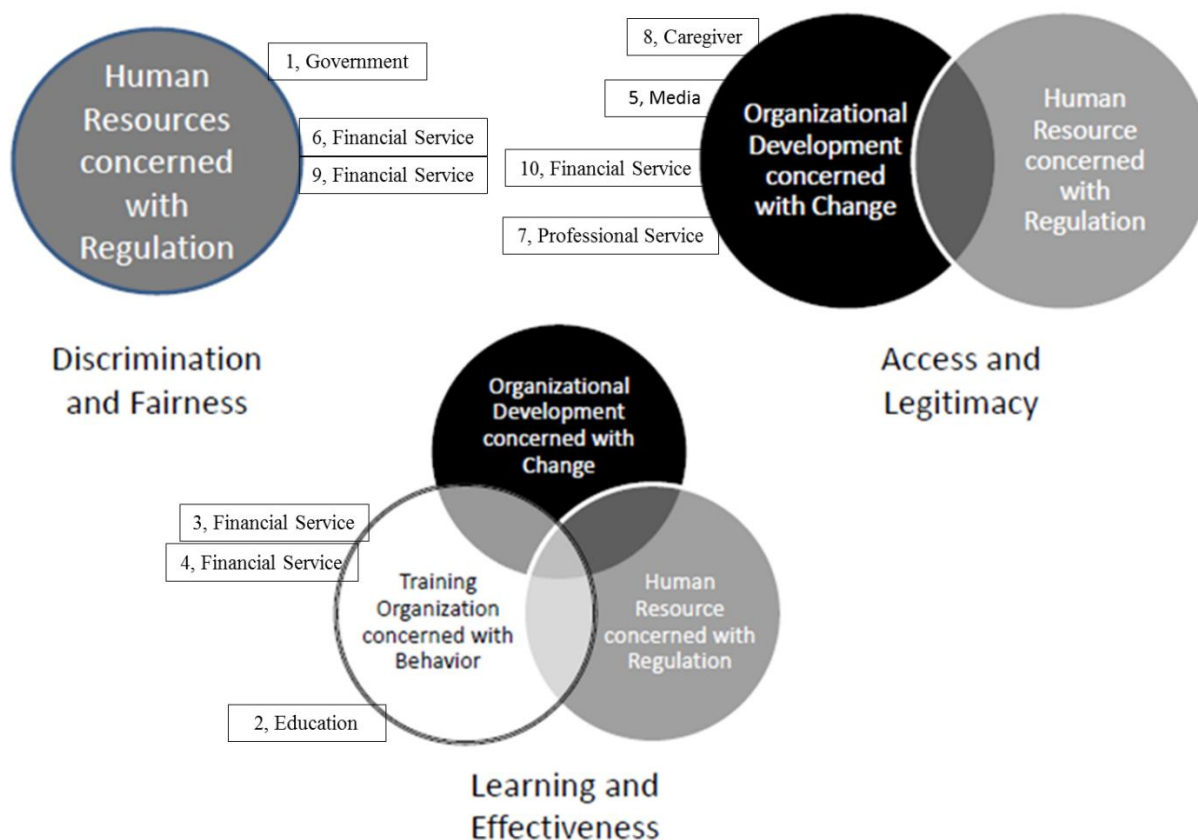 Human
Resources
concerned
with
Regulation
1, Government
6, Financial Service
9, Financial Service
Discrimination
and Fairness
8, Caregiver
5, Media
10, Financial Service
7, Professional Service
Organizational
Development
concerned
with Change
Human
Resource
concerned
with
Regulation
Access and
Legitimacy
Organizational
Development
concerned with
Change
3, Financial Service
4, Financial Service
Training
Organization
concerned with
Behavior
Human
Resource
concerned with
Regulation
2, Education
Learning and
Effectiveness